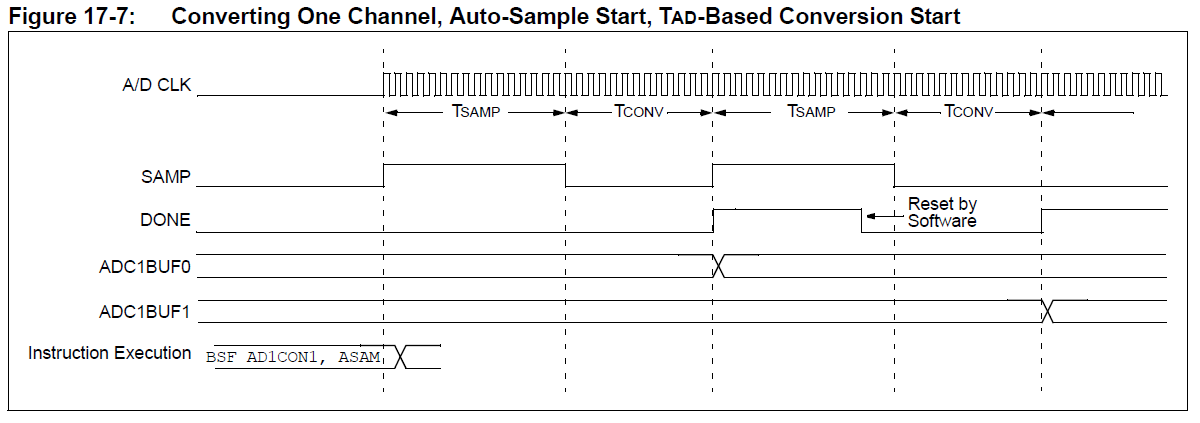 Figure 17-7: Converting One Channel, Auto-Sample Start, TAD-Based Conversion Start
A/D CLK
TSAMP TCONV TSAMP TCONV
SAMP
DONE
Reset by
Software
ADC1BUF0
ADC1BUF1
Instruction Execution BSF AD1CON1, ASAM